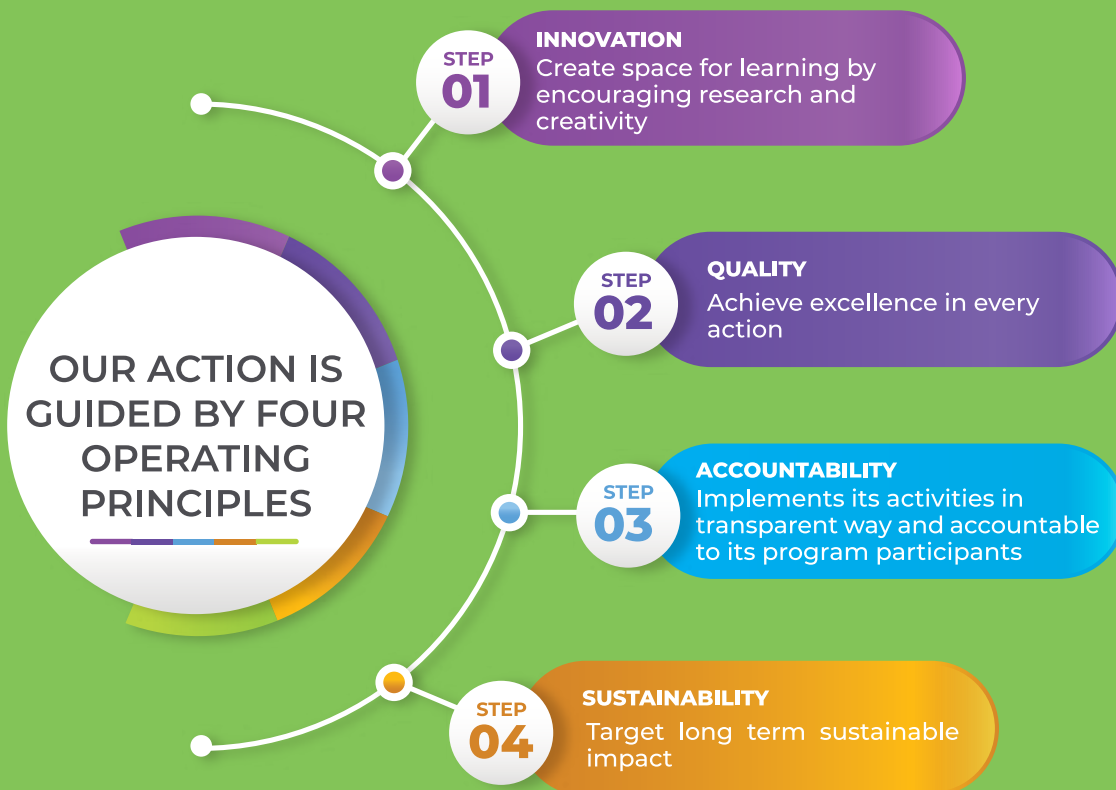 OUR ACTION IS
GUIDED BY FOUR
OPERATING
PRINCIPLES
STEP
01
INNOVATION
Create space for learning by
encouraging research and
creativity
STEP
02
QUALITY
Achieve excellence in every
action
STEP
03
ACCOUNTABILITY
Implements its activities in
transparent way and accountable
to its program participants
STEP
04
SUSTAINABILITY
Target long term sustainable
impact